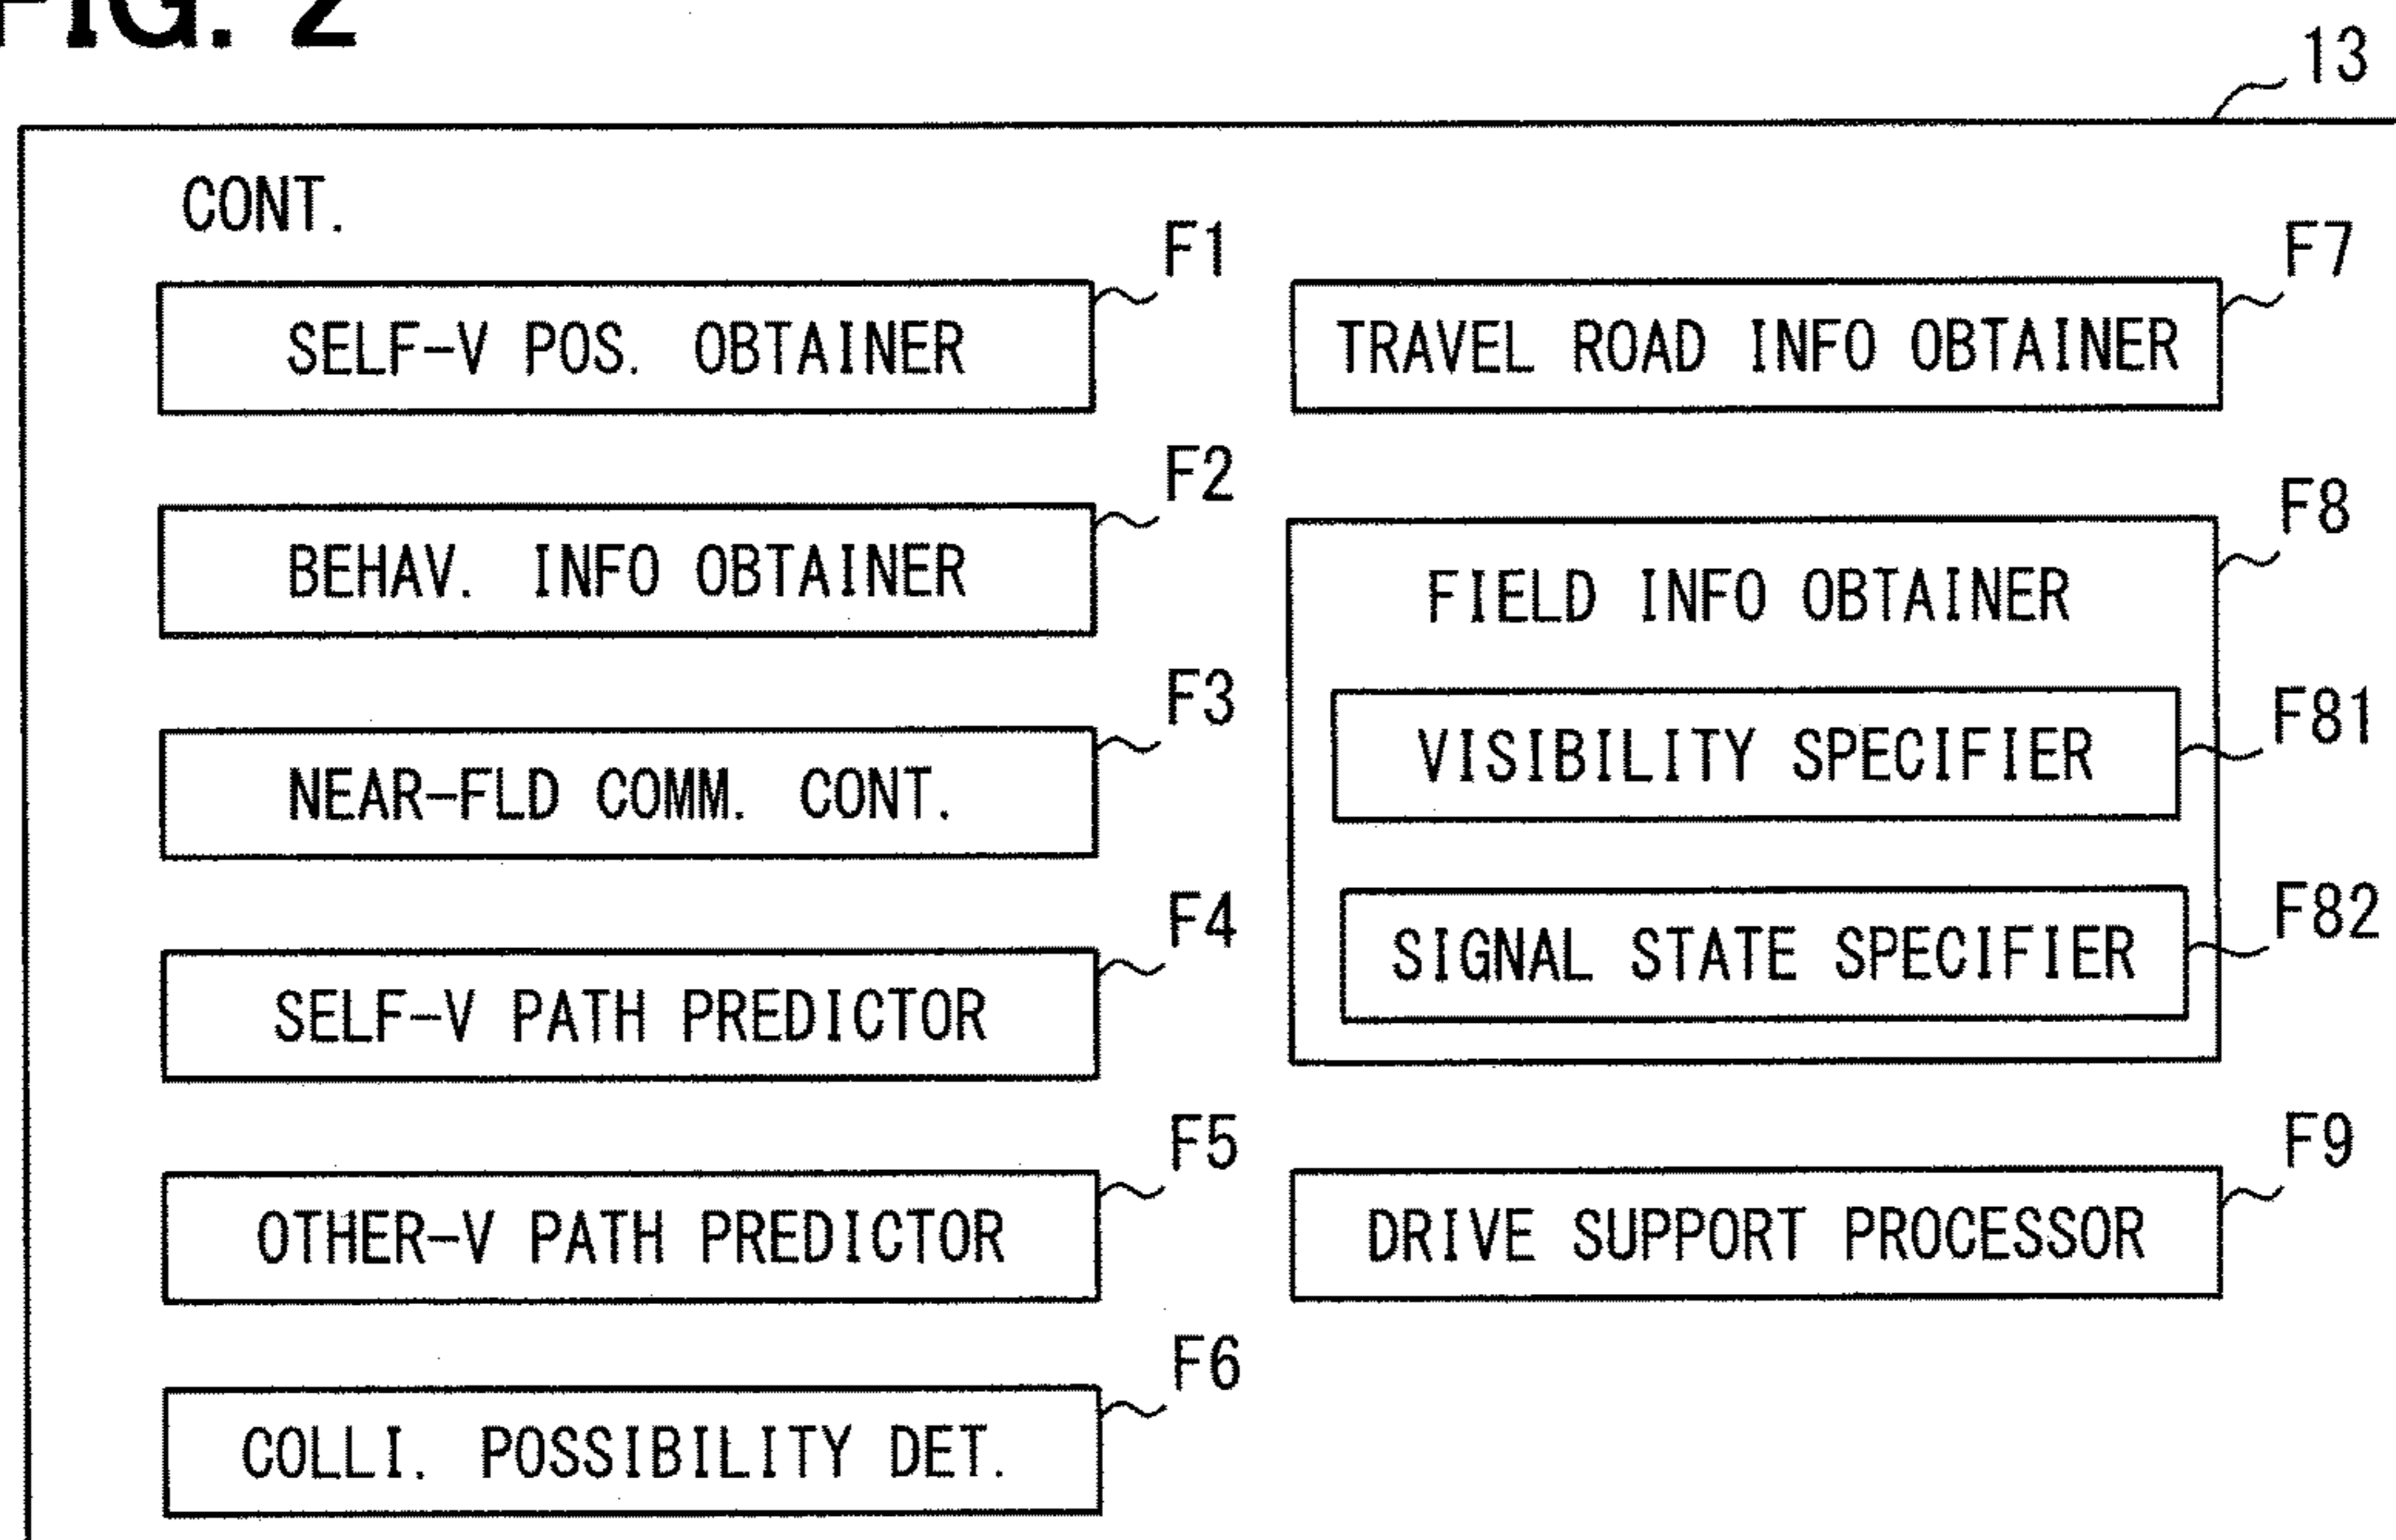 FIG. 2
13
CONT.
F1
SELF-V POS. OBTAINER
F2
BEHAV. INFO OBTAINER
F3
NEAR-FLD COMM. CONT.
F4
SELF-V PATH PREDICTOR
F5
OTHER-V PATH PREDICTOR
F6
COLLI. POSSIBILITY DET.
F7
TRAVEL ROAD INFO OBTAINER
F8
FIELD INFO OBTAINER
F81
VISIBILITY SPECIFIER
F82
SIGNAL STATE SPECIFIER
F9
DRIVE SUPPORT PROCESSOR